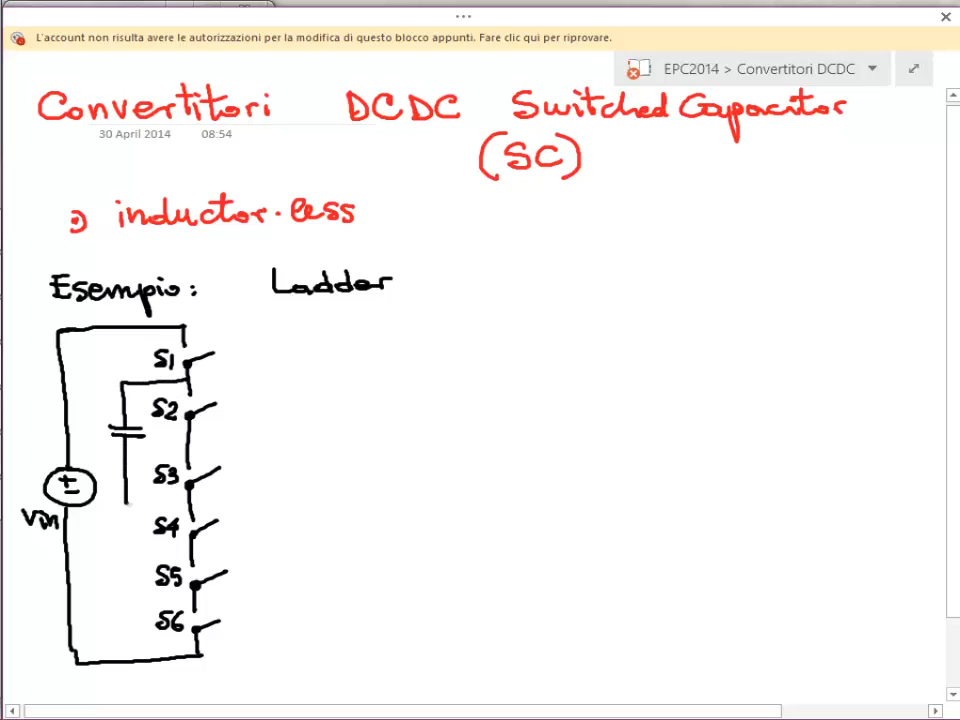 L'account non risulta avere le autorizzazioni per la modifica di questo blocco appunti. Fare clic qui per riprovare.
EPC2014 > Convertitori DCDC
Convertitori DCDC Switched Capacitor
30 April 2014 08:54
(SC)
inductor-less
Esempio: Ladder
S1
S2
S3
S4
Vin
S5
S6